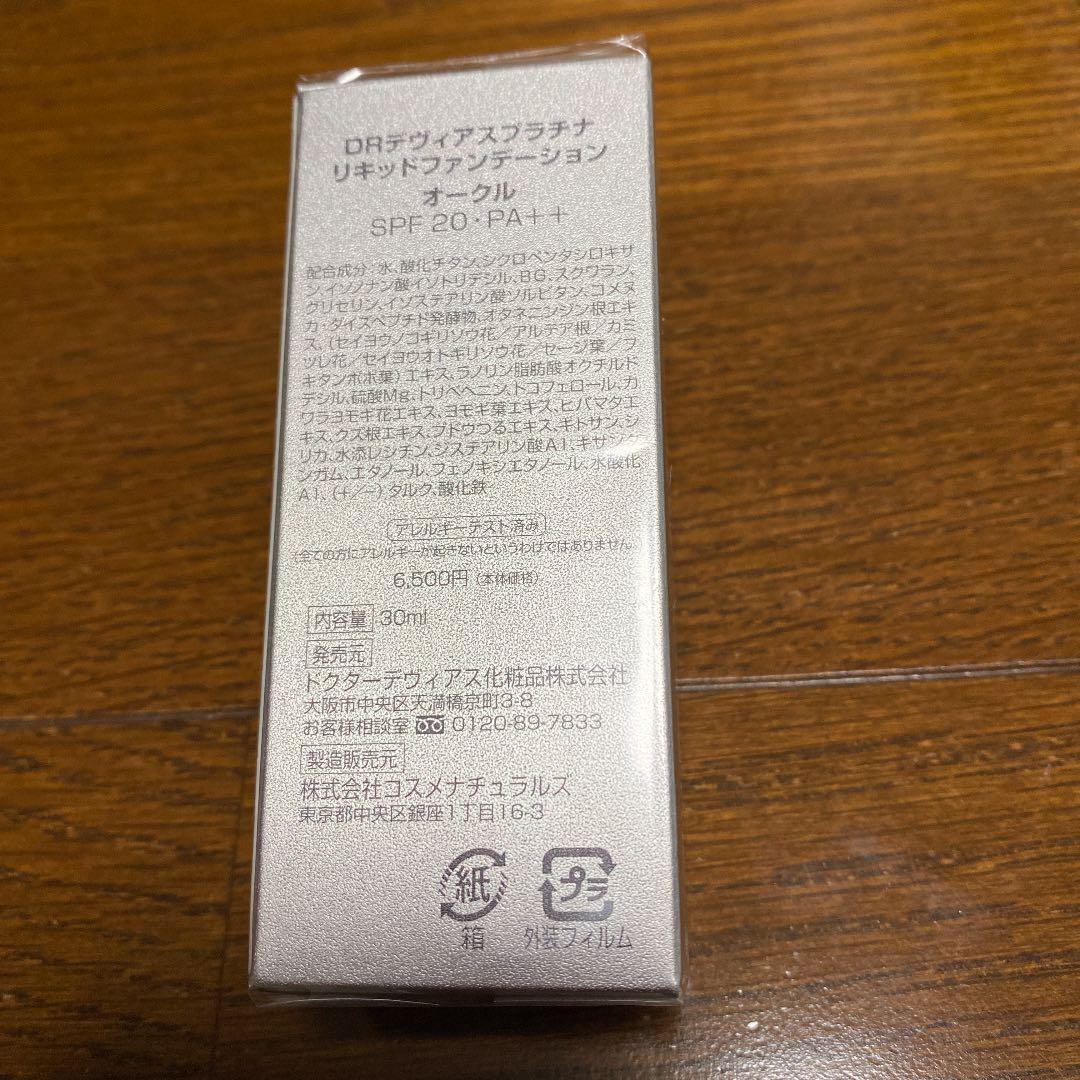 DRデヴィアスプラチナ
リキッドファンデーション
オークル
SPF 20・PA++
配合成分：水、酸化チタン、シクロペンタシロキサ
ン、イソノナン酸イソトリデシル、BG、スクワラン、
グリセリン、イソステアリン酸ソルビタン、コメヌ
カ・ダイズペプチド発酵物、オタネニンジン根エキ
ス、(セイヨウノコギリソウ花／アルテア根／カミ
ツレ花／セイヨウオトギリソウ花／セージ葉／フ
キタンポポ葉)エキス、ラノリン脂肪酸オクチルド
デシル、硫酸Mg、トリベヘニン、トコフェロール、カ
ワラヨモギ花エキス、ヨモギ葉エキス、ヒバマタエ
キス、クズ根エキス、ブドウつるエキス、キトサン、シ
リカ、水添レシチン、ジステアリン酸Al、キサンタ
ンガム、エタノール、フェノキシエタノール、水酸化
Al、(+/−)タルク、酸化鉄
アレルギーテスト済み
(全ての方にアレルギーが起きないというわけではありません)
6,500円(本体価格)
内容量 30ml
発売元
ドクターデヴィアス化粧品株式会社
大阪市中央区天満橋京町3-8
お客様相談室 0120-89-7833
製造販売元
株式会社コスメナチュラルス
東京都中央区銀座1丁目16-3
紙 プラ
箱 外装フィルム